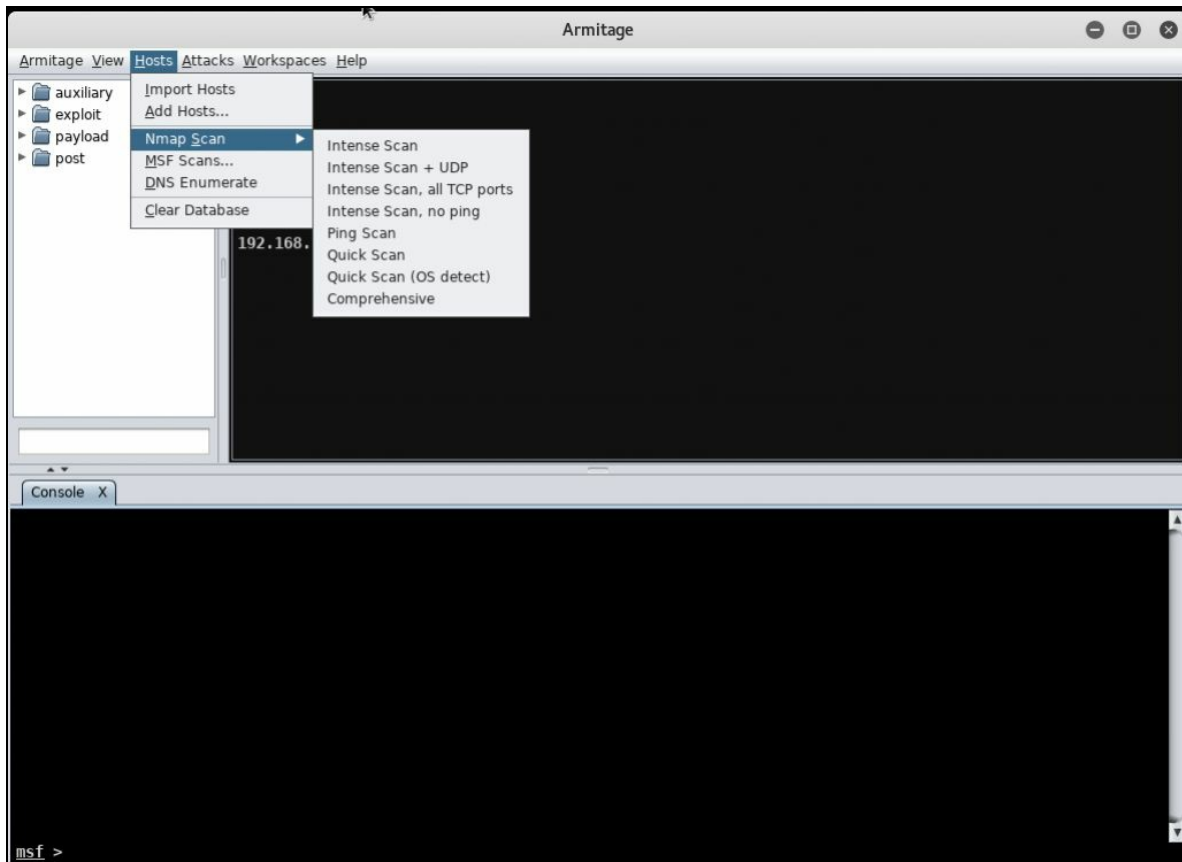 Armitage
Armitage View Hosts Attacks Workspaces Help
auxiliary
exploit
payload
post
Import Hosts
Add Hosts...
Nmap Scan
MSF Scans...
DNS Enumerate
Clear Database
Intense Scan
Intense Scan + UDP
Intense Scan, all TCP ports
Intense Scan, no ping
Ping Scan
Quick Scan
Quick Scan (OS detect)
Comprehensive
192.168.
Console X
msf >